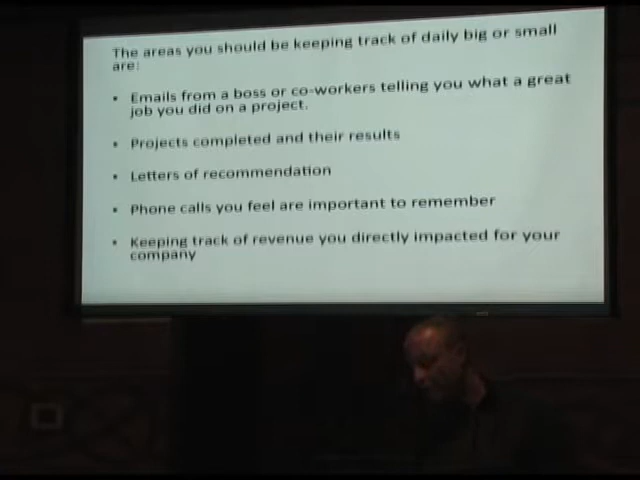 The areas you should be keeping track of daily big or small
are:
• Emails from a boss or co-workers telling you what a great
job you did on a project.
• Projects completed and their results
• Letters of recommendation
• Phone calls you feel are important to remember
• Keeping track of revenue you directly impacted for your
company